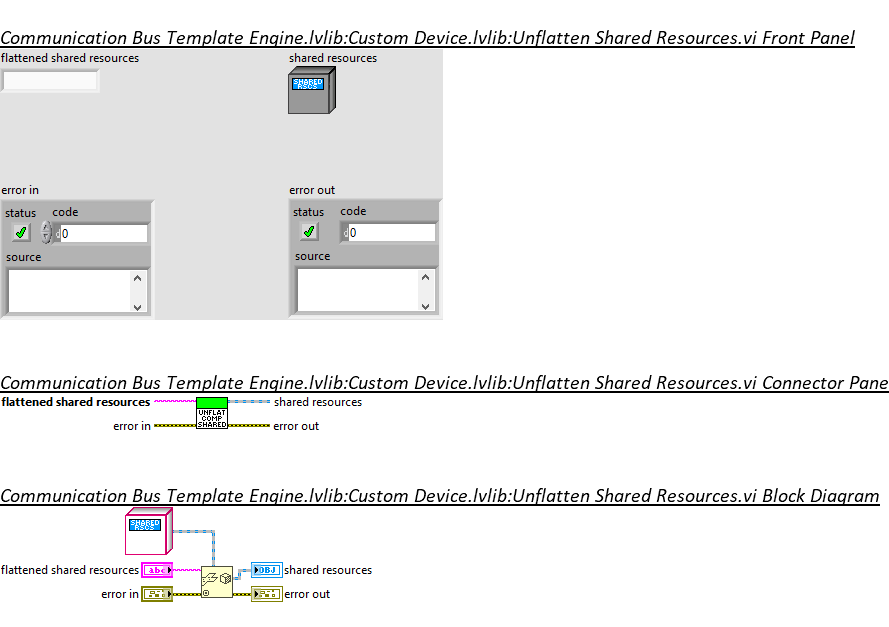 Communication Bus Template Engine.lvlib:Custom Device.lvlib:Unflatten Shared Resources.vi Front Panel
flattened shared resources
shared resources
SHARED
RSCS
error in
error out
status code
status code
d 0
d 0
source
source
Communication Bus Template Engine.lvlib:Custom Device.lvlib:Unflatten Shared Resources.vi Connector Pane
flattened shared resources
shared resources
UNFLAT
COMP
SHARED
error in
error out
Communication Bus Template Engine.lvlib:Custom Device.lvlib:Unflatten Shared Resources.vi Block Diagram
SHARED
RSCS
flattened shared resources abc
OBJ shared resources
error in
error out